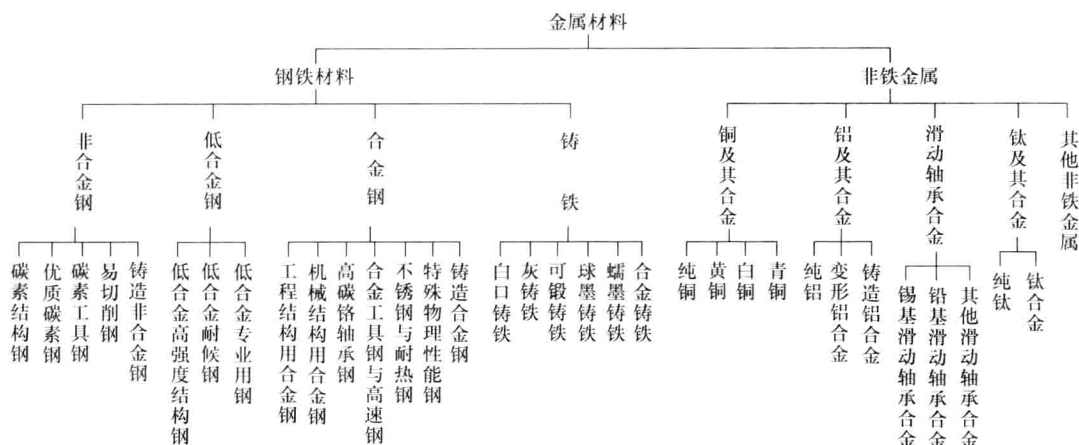 金属材料
钢铁材料
非铁金属
非合金钢
低合金钢
合金钢
铸铁
铜及其合金
铝及其合金
滑动轴承合金
钛及其合金
其他非铁金属
碳素结构钢
优质碳素钢
碳素工具钢
易切削钢
铸造非合金钢
低合金高强度结构钢
低合金耐候钢
低合金专业用钢
工程结构用合金钢
机械结构用合金钢
高碳铬轴承钢
合金工具钢与高速钢
不锈钢与耐热钢
特殊物理性能钢
铸造合金钢
白口铸铁
灰铸铁
可锻铸铁
球墨铸铁
蠕墨铸铁
合金铸铁
纯铜
黄铜
白铜
青铜
纯铝
变形铝合金
铸造铝合金
锡基滑动轴承合金
铅基滑动轴承合金
其他滑动轴承合金
纯钛
钛合金